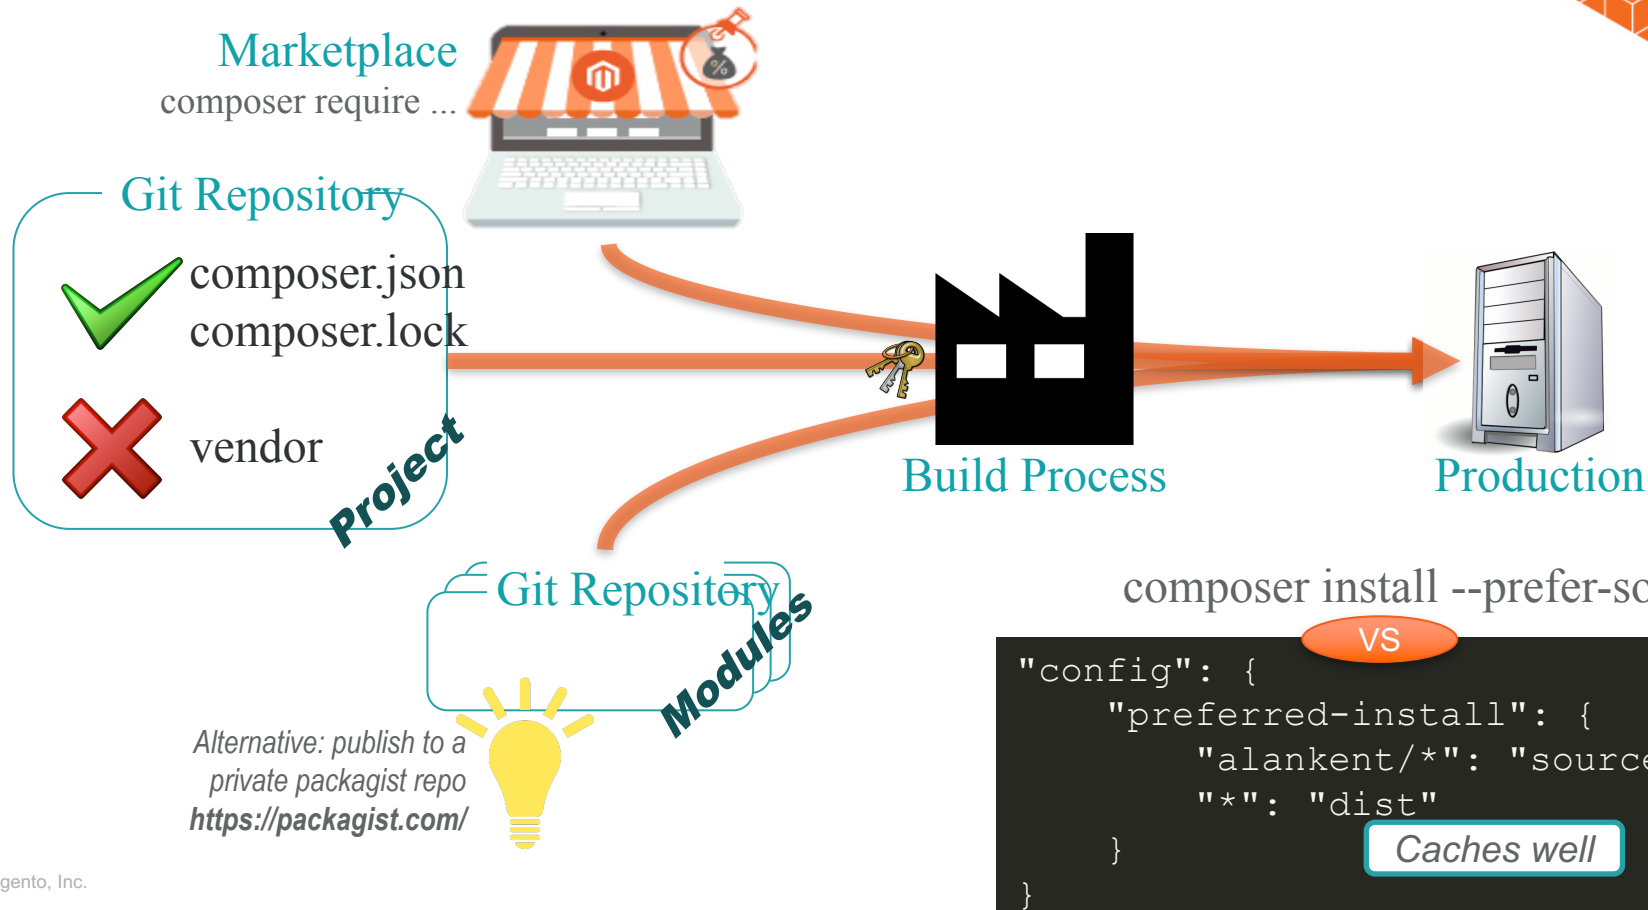 Marketplace
composer require ...
Git Repository
composer.json
composer.lock
vendor
Project
Build Process
Production
Git Repository
Modules
Alternative: publish to a
private packagist repo
https://packagist.com/
composer install --prefer-so
VS
"config": {
"preferred-install": {
"alankent/*": "source
"*": "dist"
}
Caches well
}
gento, Inc.
%